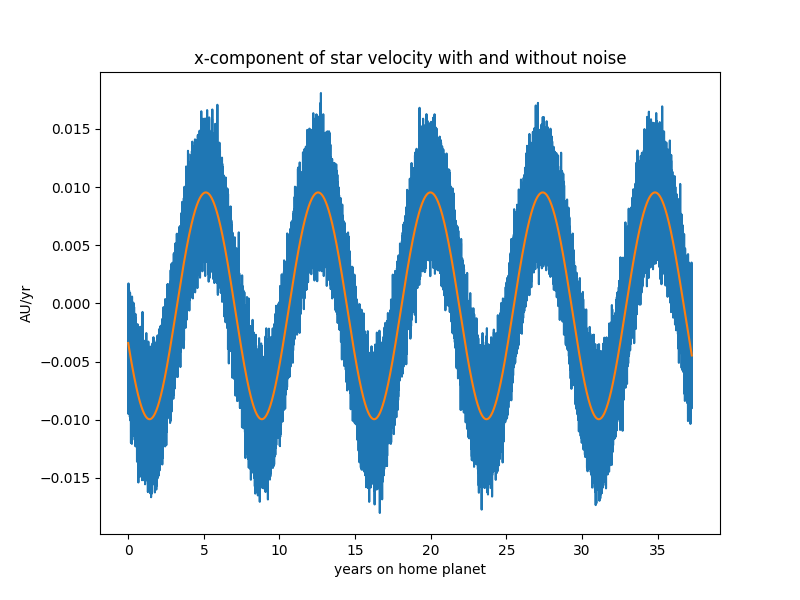 x-component of star velocity with and without noise
0.015
0.010
0.005
0.000
−0.005
−0.010
−0.015
AU/yr
0 5 10 15 20 25 30 35
years on home planet